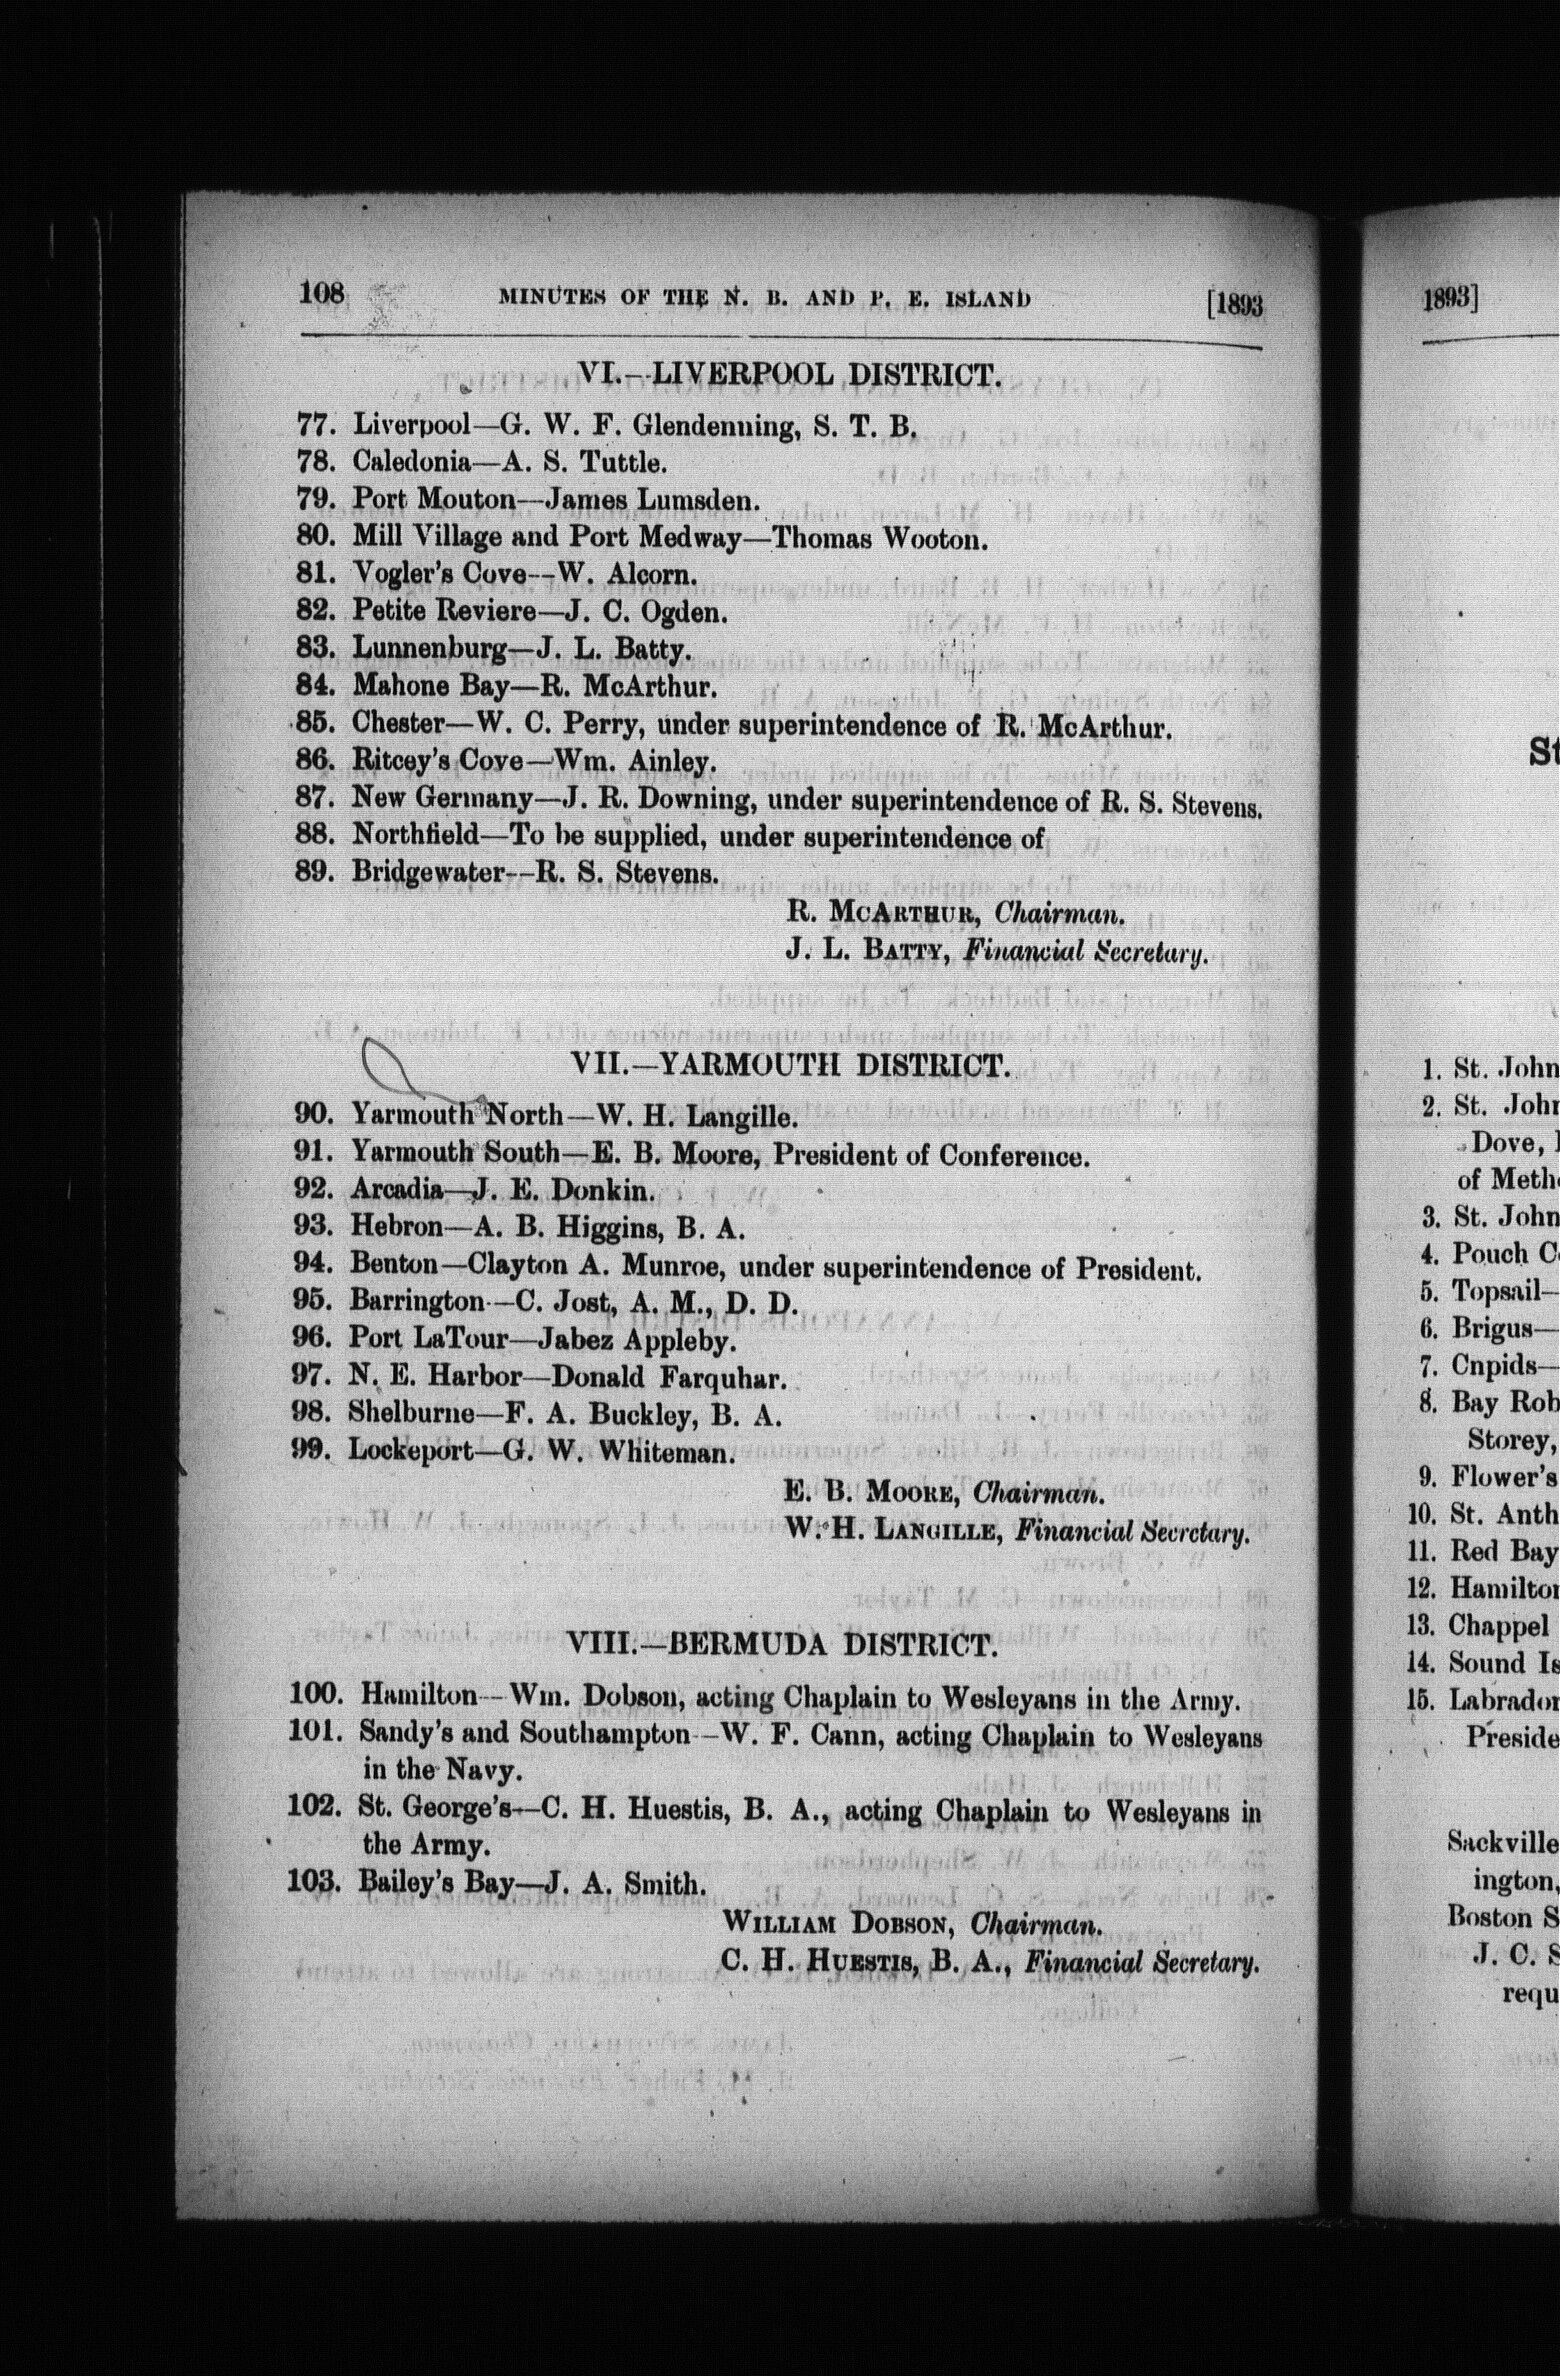 108 MINUTES OF THE N. B. AND P. E. ISLAND [1893
VI.—LIVERPOOL DISTRICT.
77. Liverpool—G. W. F. Glendenning, S. T. B.
78. Caledonia—A. S. Tuttle.
79. Port Mouton—James Lumsden.
80. Mill Village and Port Medway—Thomas Wooton.
81. Vogler's Cove—W. Alcorn.
82. Petite Reviere—J. C. Ogden.
83. Lunnenburg—J. L. Batty.
84. Mahone Bay—R. McArthur.
85. Chester—W. C. Perry, under superintendence of R. McArthur.
86. Ritcey's Cove—Wm. Ainley.
87. New Germany—J. R. Downing, under superintendence of R. S. Stevens.
88. Northfield—To be supplied, under superintendence of
89. Bridgewater—R. S. Stevens.
R. McArthur, Chairman.
J. L. Batty, Financial Secretary.
VII.—YARMOUTH DISTRICT.
90. Yarmouth North—W. H. Langille.
91. Yarmouth South—E. B. Moore, President of Conference.
92. Arcadia—J. E. Donkin.
93. Hebron—A. B. Higgins, B. A.
94. Benton—Clayton A. Munroe, under superintendence of President.
95. Barrington—C. Jost, A. M., D. D.
96. Port LaTour—Jabez Appleby.
97. N. E. Harbor—Donald Farquhar.
98. Shelburne—F. A. Buckley, B. A.
99. Lockeport—G. W. Whiteman.
E. B. Moore, Chairman.
W. H. Langille, Financial Secretary.
VIII.—BERMUDA DISTRICT.
100. Hamilton—Wm. Dobson, acting Chaplain to Wesleyans in the Army.
101. Sandy's and Southampton—W. F. Cann, acting Chaplain to Wesleyans
in the Navy.
102. St. George's—C. H. Huestis, B. A., acting Chaplain to Wesleyans in
the Army.
103. Bailey's Bay—J. A. Smith.
William Dobson, Chairman.
C. H. Huestis, B. A., Financial Secretary.
1893]
St
1. St. John
2. St. John
Dove,
of Meth
3. St. John
4. Pouch C
5. Topsail—
6. Brigus—
7. Cupids—
8. Bay Rob
Storey,
9. Flower's
10. St. Anth
11. Red Bay
12. Hamilton
13. Chappel
14. Sound Is
15. Labrador
Preside
Sackville
ington,
Boston S
J. C. S
requ